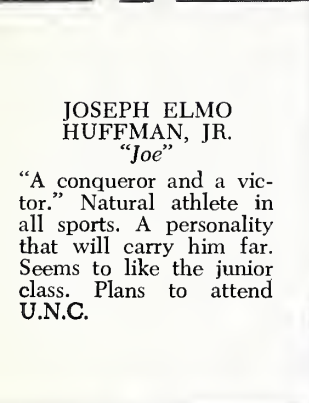 JOSEPH ELMO
HUFFMAN, JR.
“Joe”
“A conqueror and a vic-
tor.” Natural athlete in
all sports. A personality
that will carry him far.
Seems to like the junior
class. Plans to attend
U.N.C.